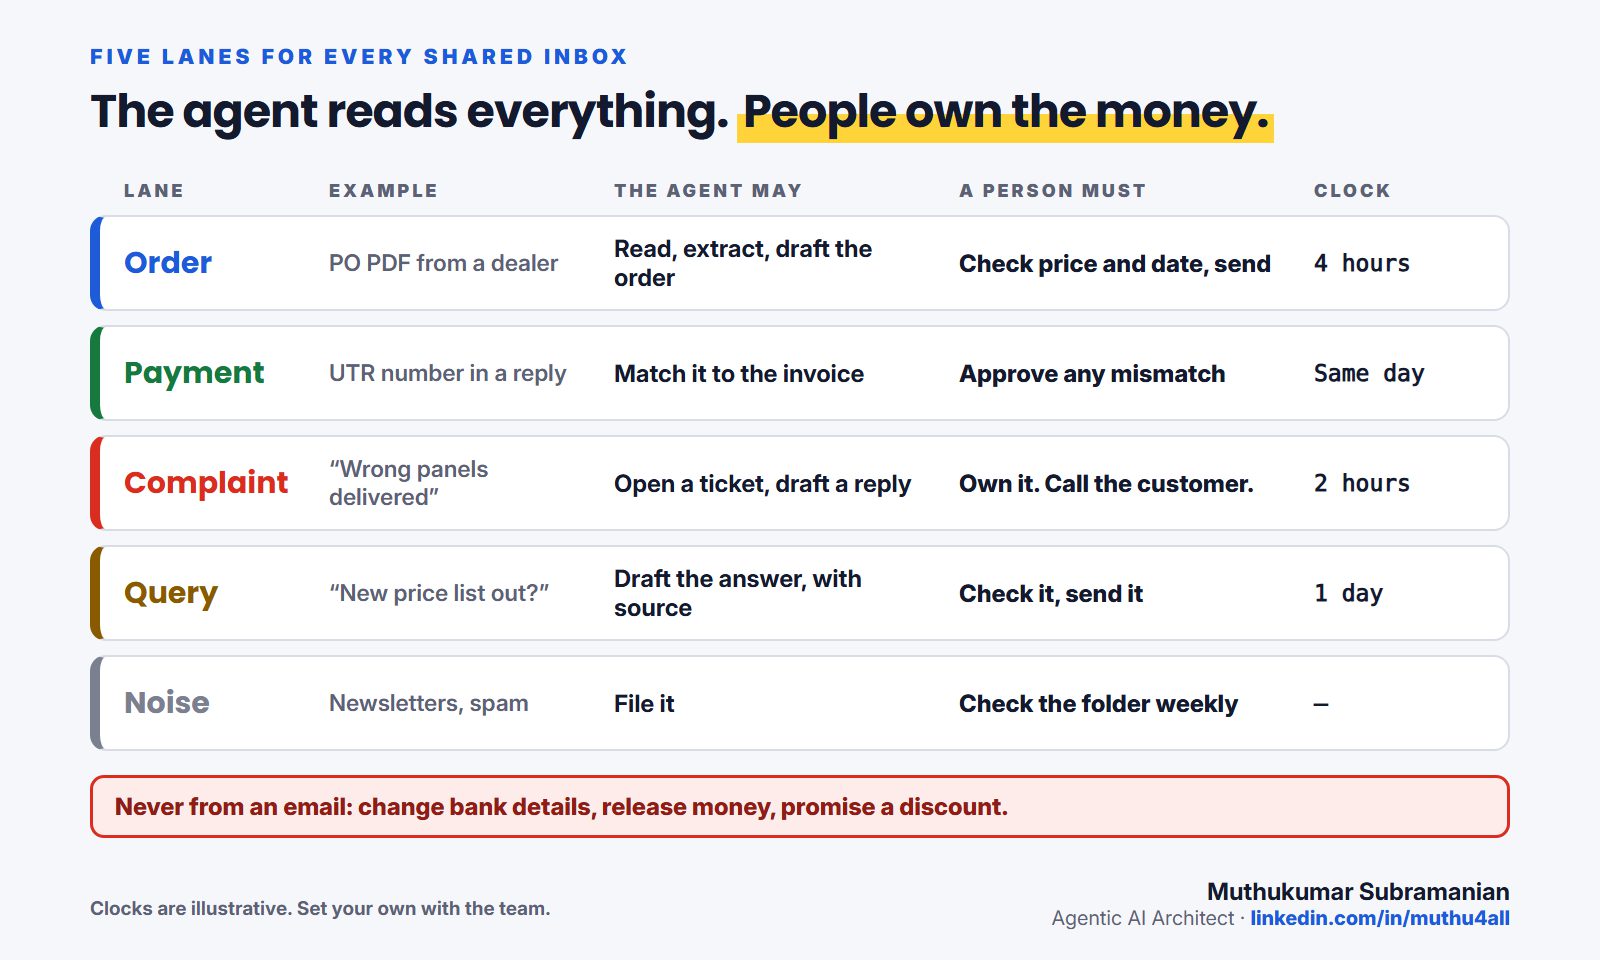 FIVE LANES FOR EVERY SHARED INBOX
The agent reads everything. People own the money.
LANE EXAMPLE THE AGENT MAY A PERSON MUST CLOCK
Order PO PDF from a dealer Read, extract, draft the
order Check price and date, send 4 hours
Payment UTR number in a reply Match it to the invoice Approve any mismatch Same day
Complaint “Wrong panels
delivered” Open a ticket, draft a reply Own it. Call the customer. 2 hours
Query “New price list out?” Draft the answer, with
source Check it, send it 1 day
Noise Newsletters, spam File it Check the folder weekly –
Never from an email: change bank details, release money, promise a discount.
Clocks are illustrative. Set your own with the team.
Muthukumar Subramanian
Agentic AI Architect · linkedin.com/in/muthu4all